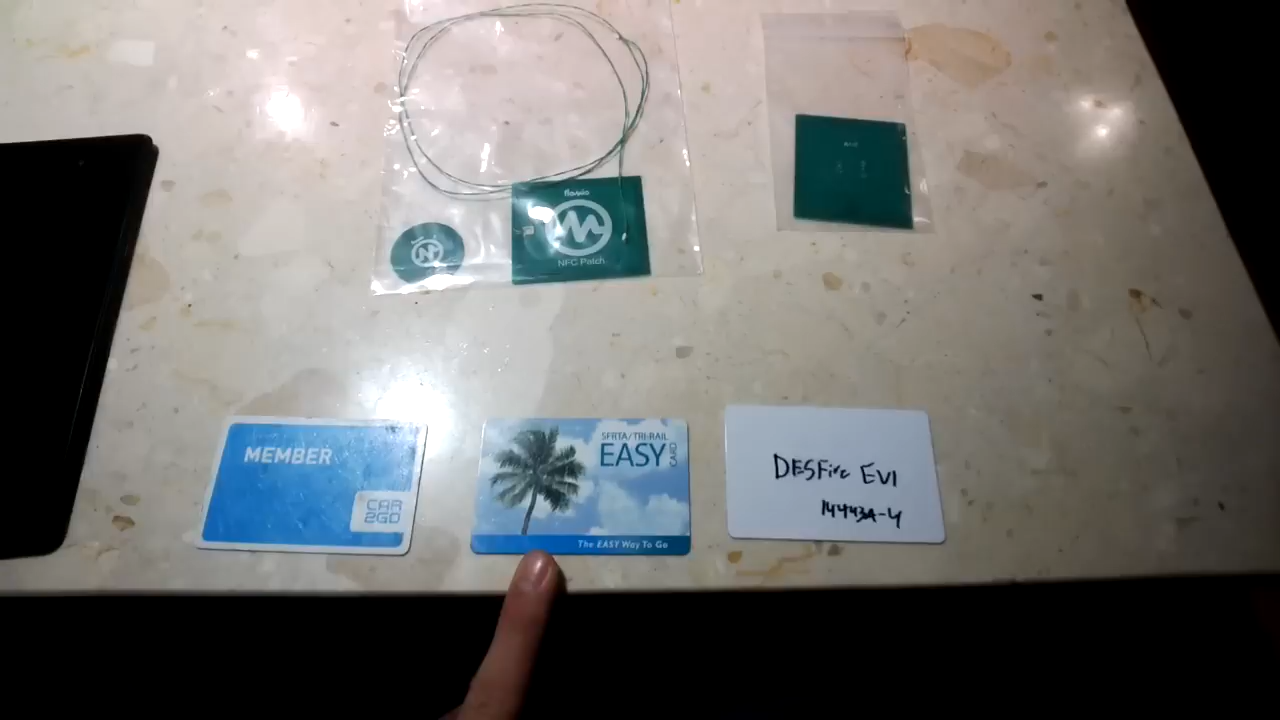 flomio
NFC Patch
MEMBER
CAR
2GO
SFRTA/TRI-RAIL
EASY
CARD
The EASY Way To Go
DESFire EV1
14443A-4